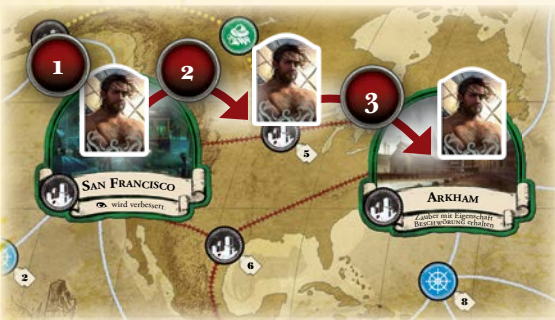 1
2
3
5
SAN FRANCISCO
wird verbessert
ARKHAM
Zauber mit Eigenschaft
BESCHWÖRUNG erhalten
6
2
8